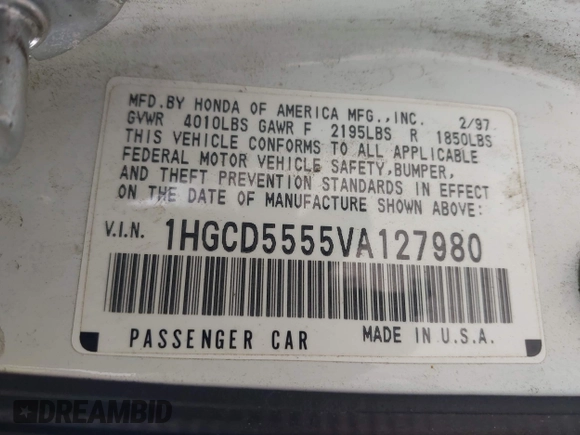 MFD.BY HONDA OF AMERICA MFG.,INC. 2/97
GVWR 4010LBS GAWR F 2195LBS R 1850LBS
THIS VEHICLE CONFORMS TO ALL APPLICABLE
FEDERAL MOTOR VEHICLE SAFETY,BUMPER,
AND THEFT PREVENTION STANDARDS IN EFFECT
ON THE DATE OF MANUFACTURE SHOWN ABOVE:
V.I.N. 1HGCD5555VA127980
PASSENGER CAR MADE IN U.S.A.
DREAMBID